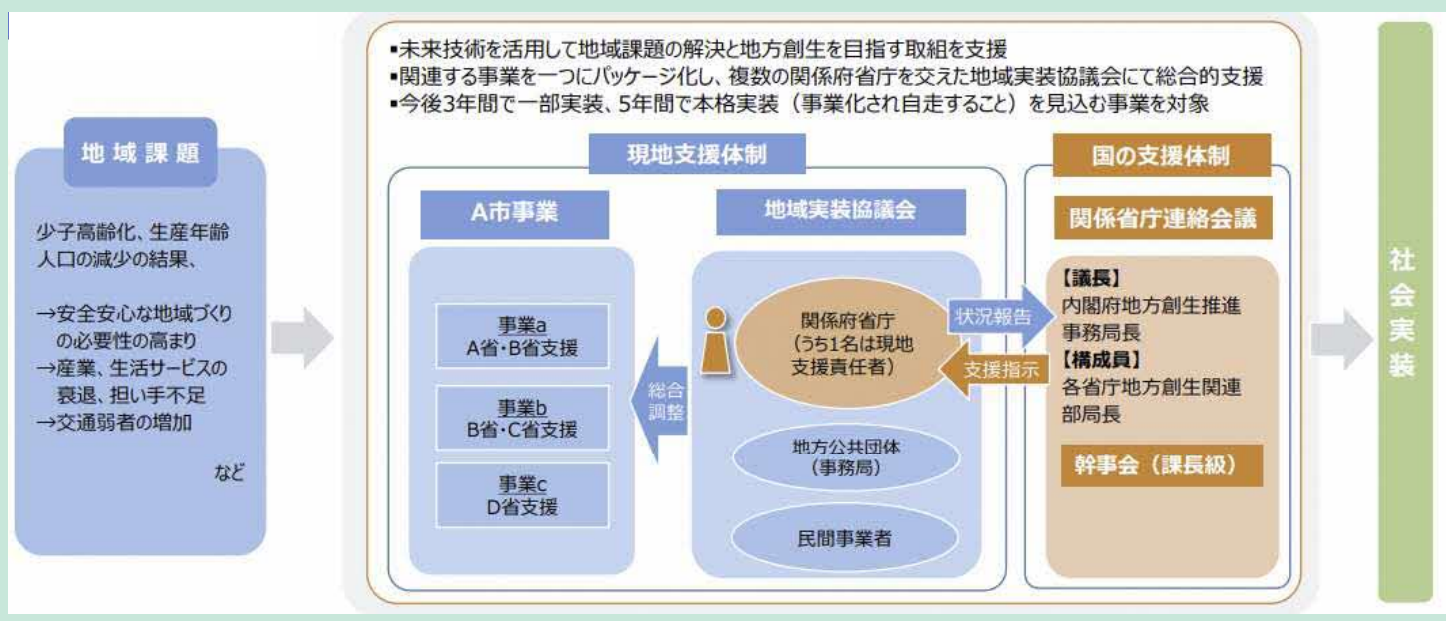 ▪未来技術を活用して地域課題の解決と地方創生を目指す取組を支援
▪関連する事業を一つにパッケージ化し、複数の関係府省庁を交えた地域実装協議会にて総合的支援
▪今後3年間で一部実装、5年間で本格実装（事業化され自走すること）を見込む事業を対象
地域課題
少子高齢化、生産年齢
人口の減少の結果、
→安全安心な地域づくり
の必要性の高まり
→産業、生活サービスの
衰退、担い手不足
→交通弱者の増加
など
現地支援体制
A市事業
事業a
A省・B省支援
事業b
B省・C省支援
事業c
D省支援
総合
調整
地域実装協議会
関係府省庁
（うち1名は現地
支援責任者）
地方公共団体
（事務局）
民間事業者
状況報告
支援指示
国の支援体制
関係省庁連絡会議
【議長】
内閣府地方創生推進
事務局長
【構成員】
各省庁地方創生関連
部局長
幹事会（課長級）
社会実装